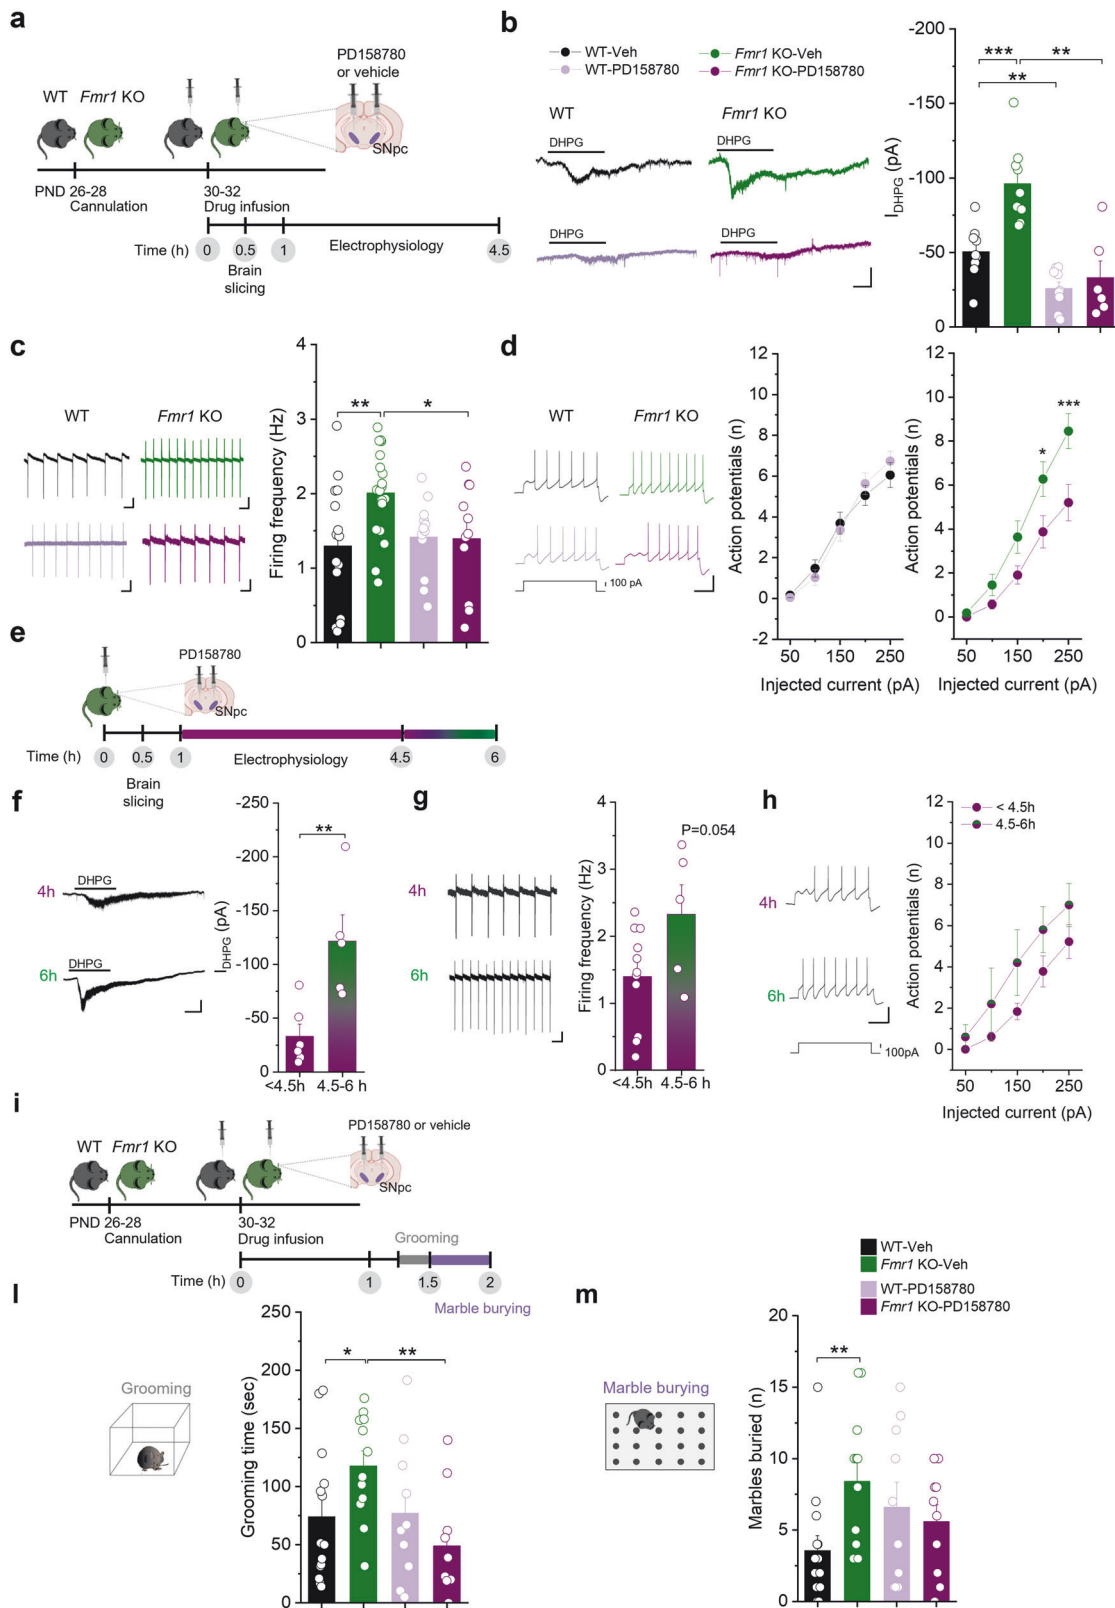 a
PD158780
or vehicle
WT Fmr1 KO
SNpc
PND 26-28
Cannulation
30-32
Drug infusion
Time (h)
0
0.5
1
4.5
Brain
slicing
Electrophysiology
b
WT-Veh
Fmr1 KO-Veh
WT-PD158780
Fmr1 KO-PD158780
WT
Fmr1 KO
DHPG
DHPG
DHPG
DHPG
IDHPG (pA)
-200
-150
-100
-50
0
***
**
**
c
WT
Fmr1 KO
Firing frequency (Hz)
4
3
2
1
0
**
*
d
WT
Fmr1 KO
100 pA
Action potentials (n)
12
10
8
6
4
2
0
-2
50
150
250
Injected current (pA)
Action potentials (n)
12
10
8
6
4
2
0
50
150
250
Injected current (pA)
*
***
e
PD158780
SNpc
Time (h)
0
0.5
1
4.5
6
Brain
slicing
Electrophysiology
f
4h
DHPG
6h
DHPG
IDHPG (pA)
-250
-200
-150
-100
-50
0
**
<4.5h
4.5-6 h
g
4h
6h
Firing frequency (Hz)
4
3
2
1
0
P=0.054
<4.5h
4.5-6 h
h
4h
6h
100pA
Action potentials (n)
12
10
8
6
4
2
0
< 4.5h
4.5-6h
50
150
250
Injected current (pA)
i
WT Fmr1 KO
PD158780 or vehicle
SNpc
PND 26-28
Cannulation
30-32
Drug infusion
Grooming
Time (h)
0
1
1.5
2
Marble burying
l
Grooming
Grooming time (sec)
250
200
150
100
50
0
*
**
m
WT-Veh
Fmr1 KO-Veh
WT-PD158780
Fmr1 KO-PD158780
Marble burying
Marbles buried (n)
20
15
10
5
0
**